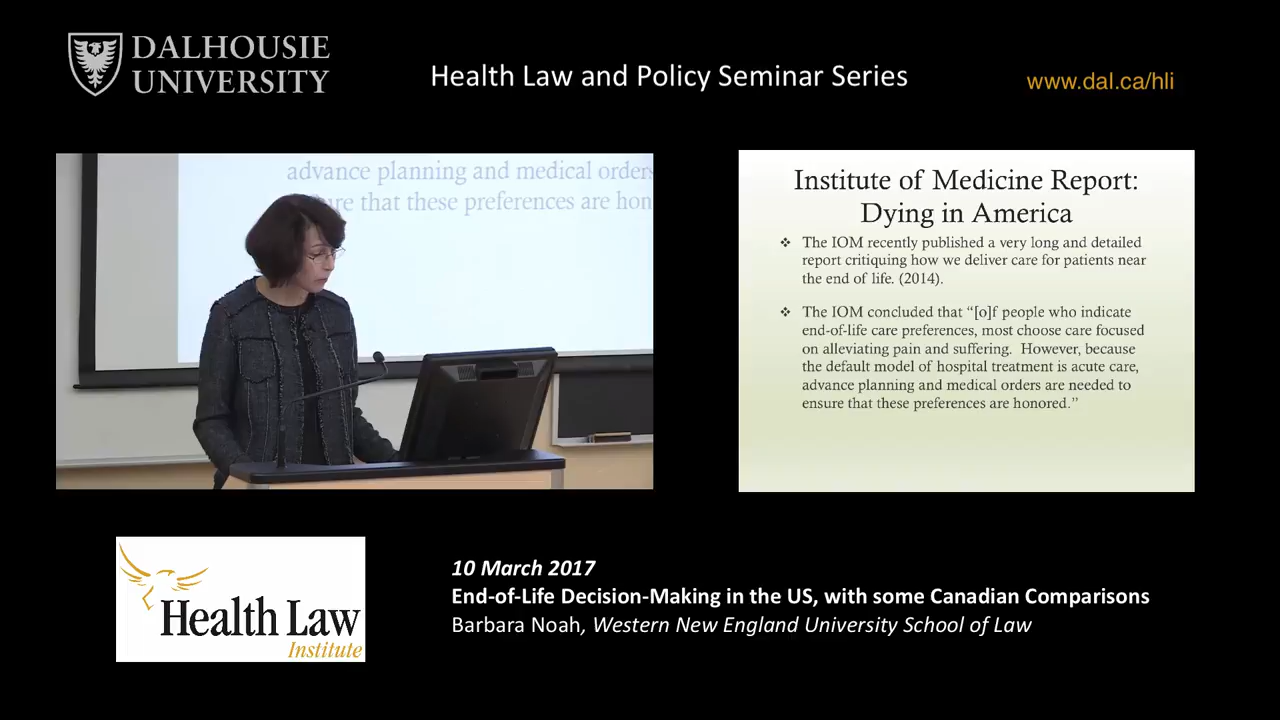 DALHOUSIE
UNIVERSITY
Health Law and Policy Seminar Series
www.dal.ca/hli
advance planning and medical orders
that these preferences are hon
Institute of Medicine Report:
Dying in America
❖ The IOM recently published a very long and detailed
report critiquing how we deliver care for patients near
the end of life. (2014).
❖ The IOM concluded that “[o]f people who indicate
end-of-life care preferences, most choose care focused
on alleviating pain and suffering. However, because
the default model of hospital treatment is acute care,
advance planning and medical orders are needed to
ensure that these preferences are honored.”
Health Law
Institute
10 March 2017
End-of-Life Decision-Making in the US, with some Canadian Comparisons
Barbara Noah, Western New England University School of Law